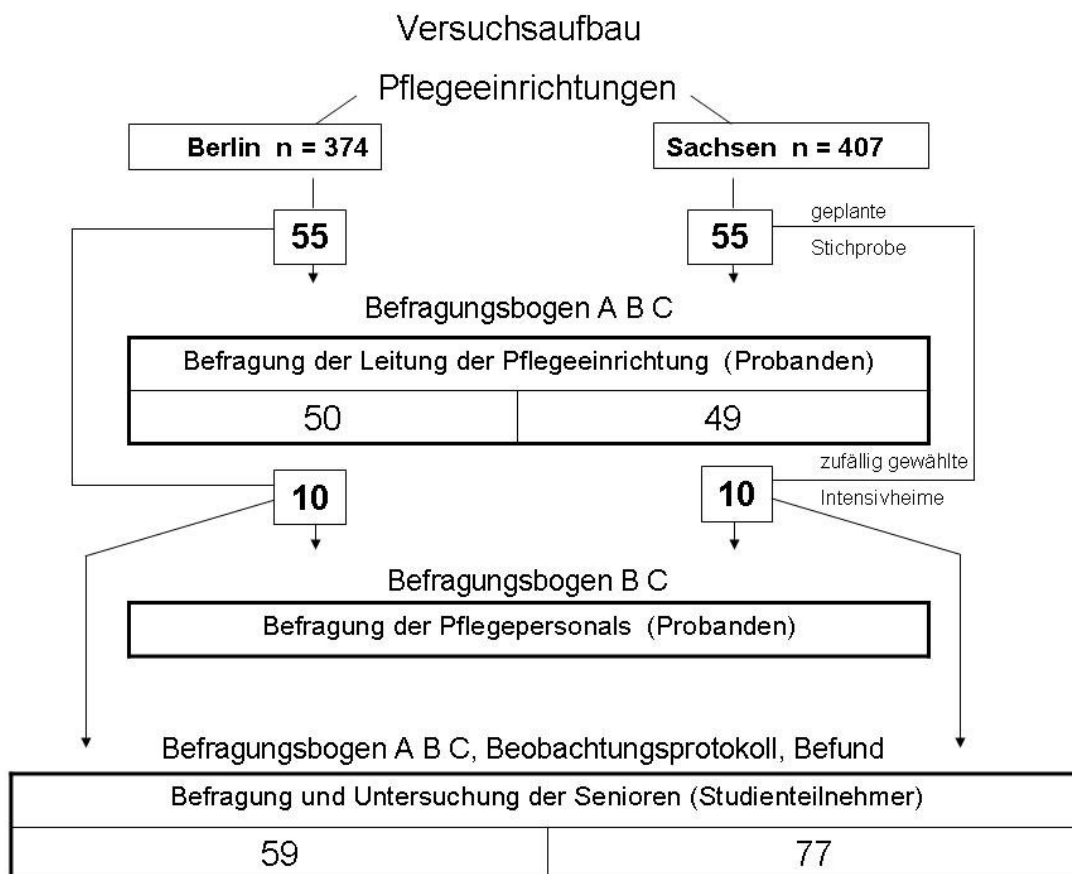 Versuchsaufbau
Pflegeeinrichtungen
Berlin n = 374
Sachsen n = 407
55
55
geplante
Stichprobe
Befragungsbogen A B C
Befragung der Leitung der Pflegeeinrichtung (Probanden)
50
49
zufällig gewählte
10
10
Intensivheime
Befragungsbogen B C
Befragung der Pflegepersonals (Probanden)
Befragungsbogen A B C, Beobachtungsprotokoll, Befund
Befragung und Untersuchung der Senioren (Studienteilnehmer)
59
77